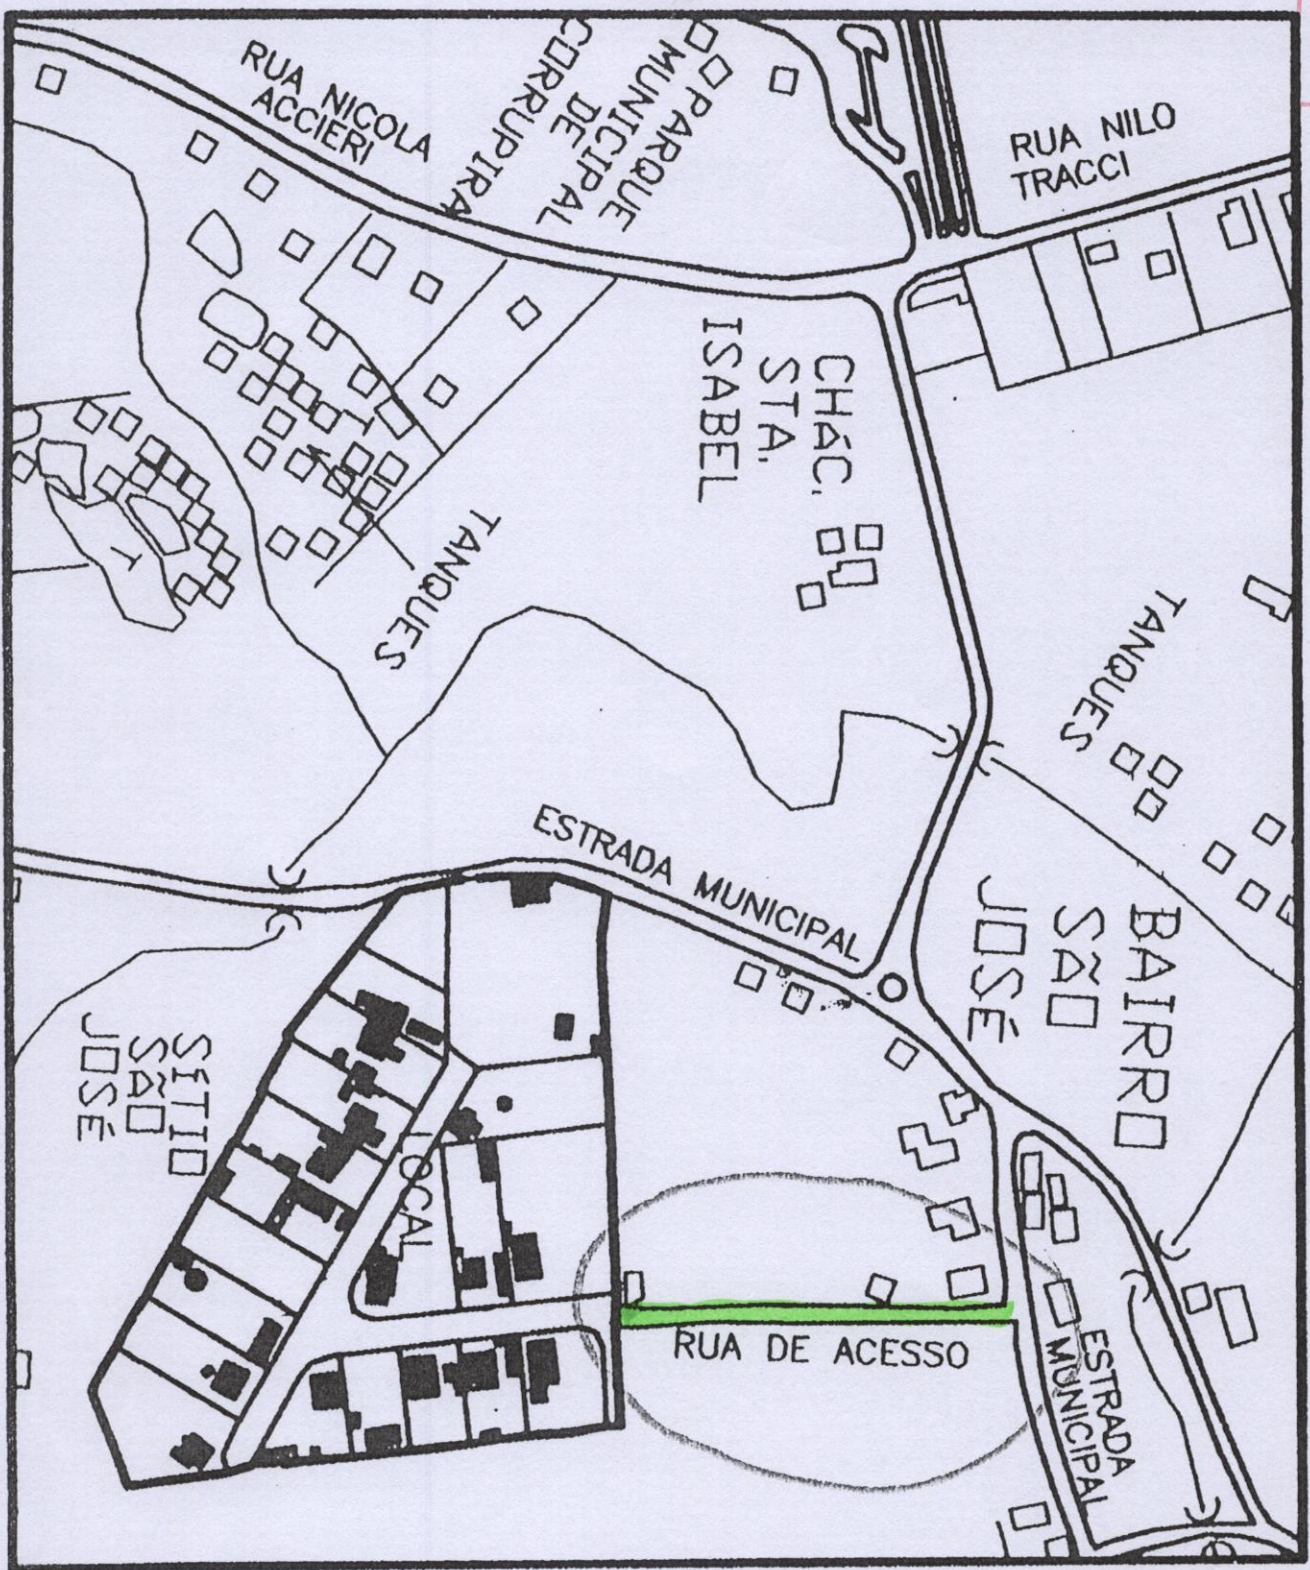 RUA NICOLA
ACCIERI
PARQUE
MUNICIPAL
DE
CORRUPIRA
RUA NILO
TRACCI
CHÁC.
STA.
ISABEL
TANQUES
TANQUES
ESTRADA MUNICIPAL
BAIRRO
SÃO
JOSÉ
SÍTIO
SÃO
JOSÉ
LOCAL
RUA DE ACESSO
ESTRADA
MUNICIPAL
T
T